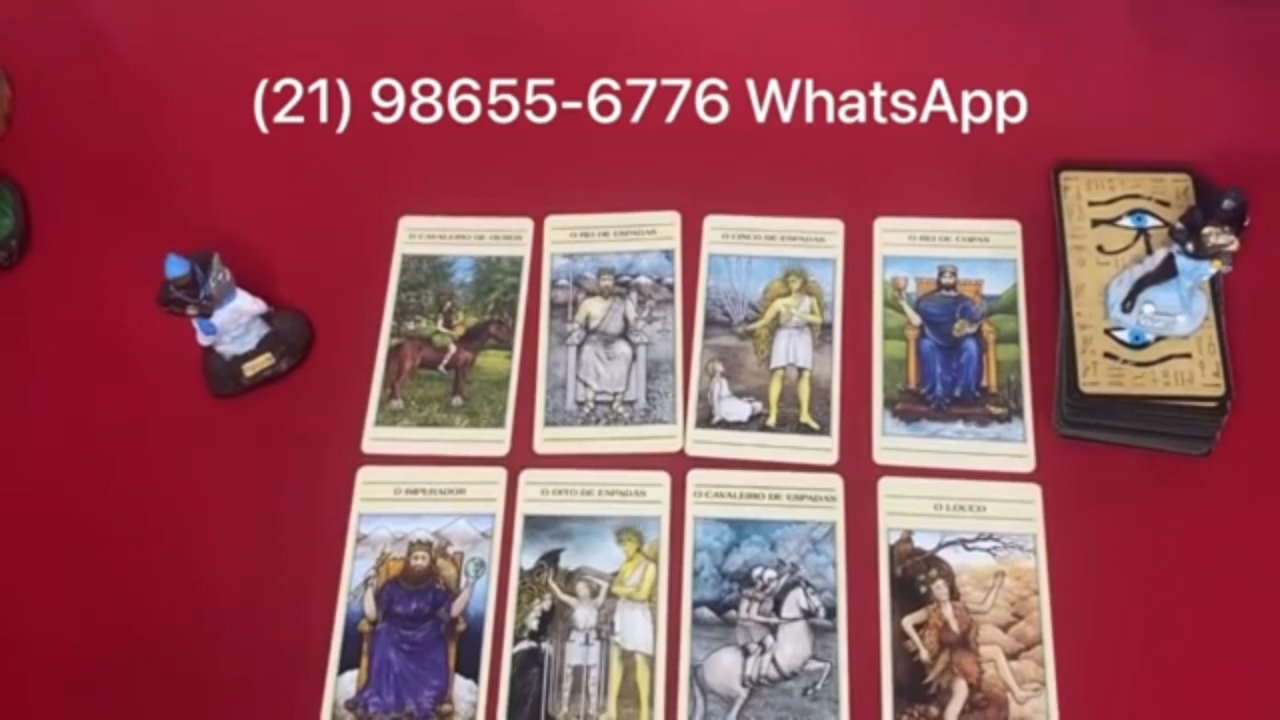 (21) 98655-6776 WhatsApp
O CAVALEIRO DE OUROS
O REI DE ESPADAS
O CINCO DE ESPADAS
O REI DE COPAS
O IMPERADOR
O OITO DE ESPADAS
O CAVALEIRO DE ESPADAS
O LOUCO